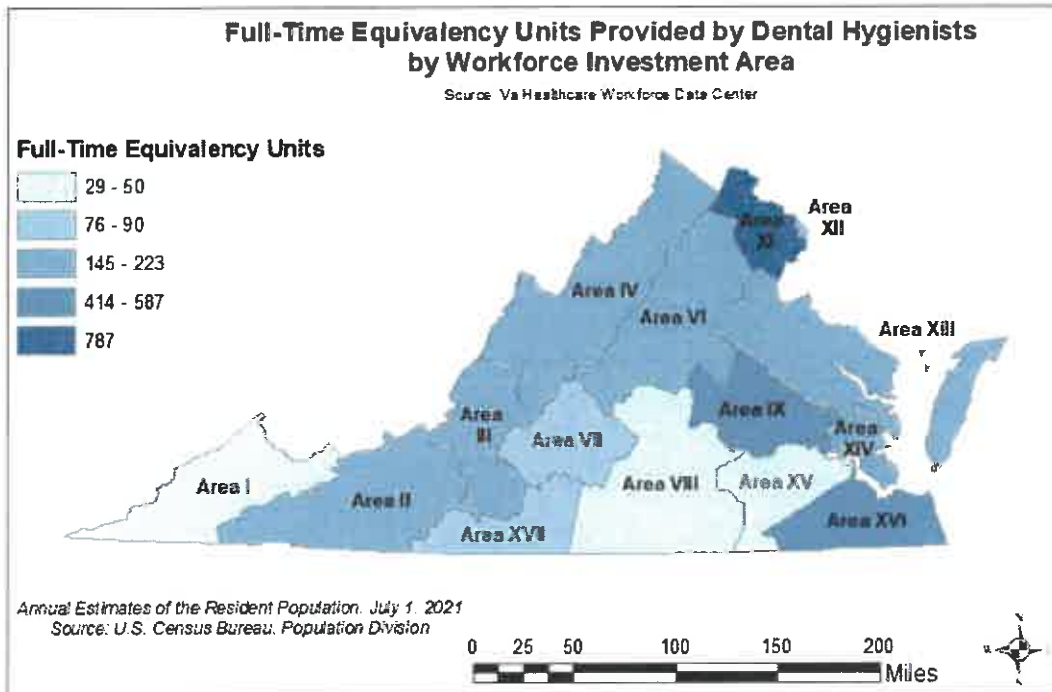 Full-Time Equivalency Units Provided by Dental Hygienists
by Workforce Investment Area
Source: Va Healthcare Workforce Data Center
Full-Time Equivalency Units
29 - 50
76 - 90
145 - 223
414 - 587
787
Area
XII
Area
XI
Area IV
Area VI
Area XIII
Area IX
Area
III
Area VII
Area
XIV
Area I
Area II
Area VIII
Area XV
Area XVII
Area XVI
Annual Estimates of the Resident Population, July 1, 2021
Source: U.S. Census Bureau, Population Division
0 25 50 100 150 200
Miles